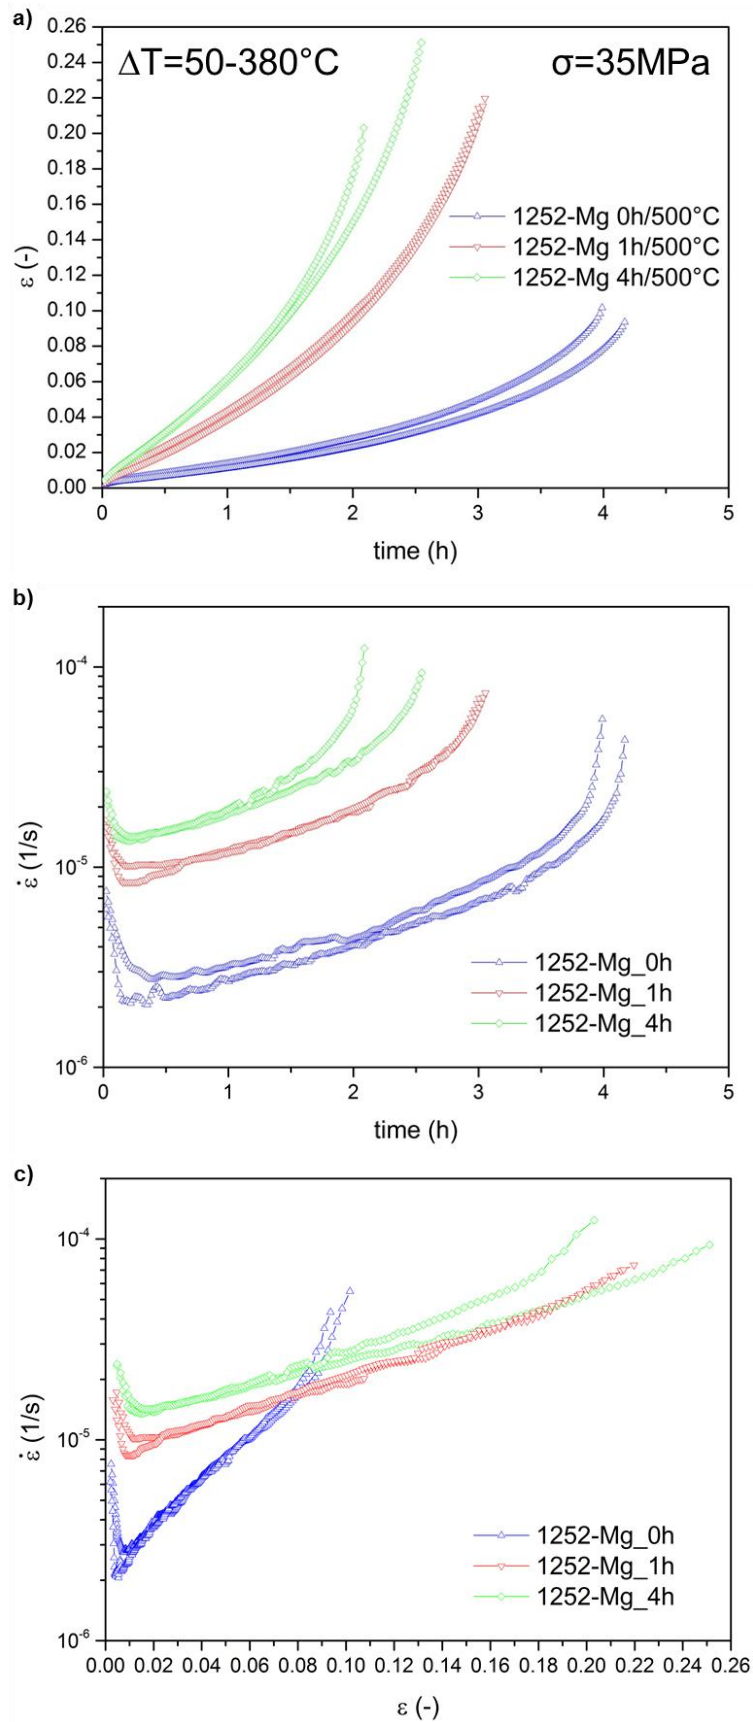 a)
ΔT=50-380°C
σ=35MPa
0.26
0.24
0.22
0.20
0.18
0.16
0.14
0.12
0.10
0.08
0.06
0.04
0.02
0.00
ε (-)
1252-Mg 0h/500°C
1252-Mg 1h/500°C
1252-Mg 4h/500°C
0 1 2 3 4 5
time (h)
b)
10⁻⁴
10⁻⁵
10⁻⁶
ε̇ (1/s)
1252-Mg_0h
1252-Mg_1h
1252-Mg_4h
0 1 2 3 4 5
time (h)
c)
10⁻⁴
10⁻⁵
10⁻⁶
ε̇ (1/s)
1252-Mg_0h
1252-Mg_1h
1252-Mg_4h
0.00 0.02 0.04 0.06 0.08 0.10 0.12 0.14 0.16 0.18 0.20 0.22 0.24 0.26
ε (-)